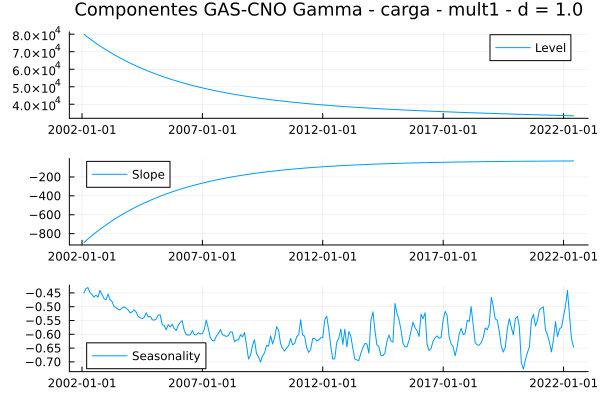 Componentes GAS-CNO Gamma - carga - mult1 - d = 1.0
8.0×10⁴
7.0×10⁴
6.0×10⁴
5.0×10⁴
4.0×10⁴
Level
2002-01-01 2007-01-01 2012-01-01 2017-01-01 2022-01-01
Slope
−200
−400
−600
−800
2002-01-01 2007-01-01 2012-01-01 2017-01-01 2022-01-01
−0.45
−0.50
−0.55
−0.60
−0.65
−0.70
Seasonality
2002-01-01 2007-01-01 2012-01-01 2017-01-01 2022-01-01